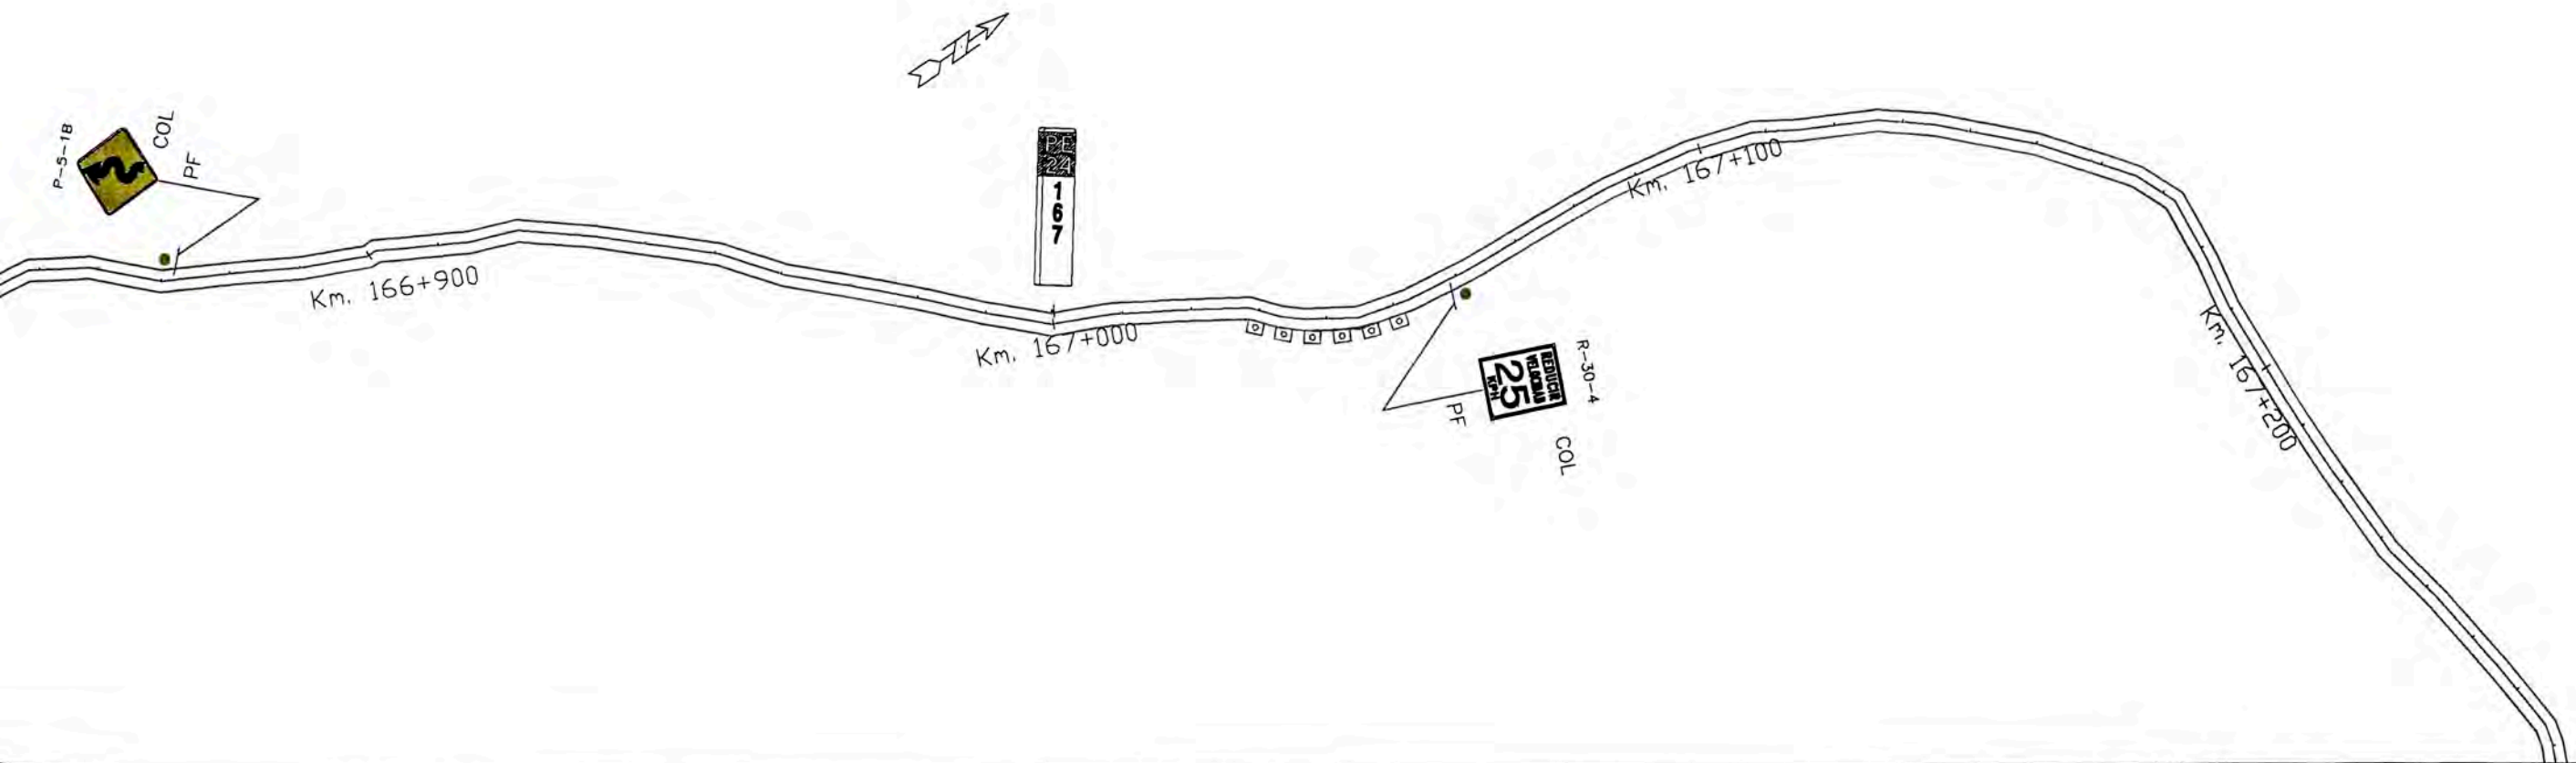 P-5-1B
COL
PF
Km. 166+900
PE
24
1
6
7
Km. 167+000
REDUCIR
VELOCIDAD
25
KPH
R-30-4
PF
COL
Km. 167+100
Km. 167+200
N